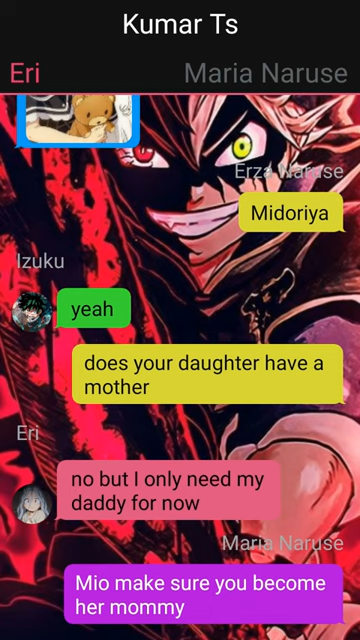 Kumar Ts
Eri
Maria Naruse
Erza Naruse
Midoriya
Izuku
yeah
does your daughter have a
mother
Eri
no but I only need my
daddy for now
Maria Naruse
Mio make sure you become
her mommy